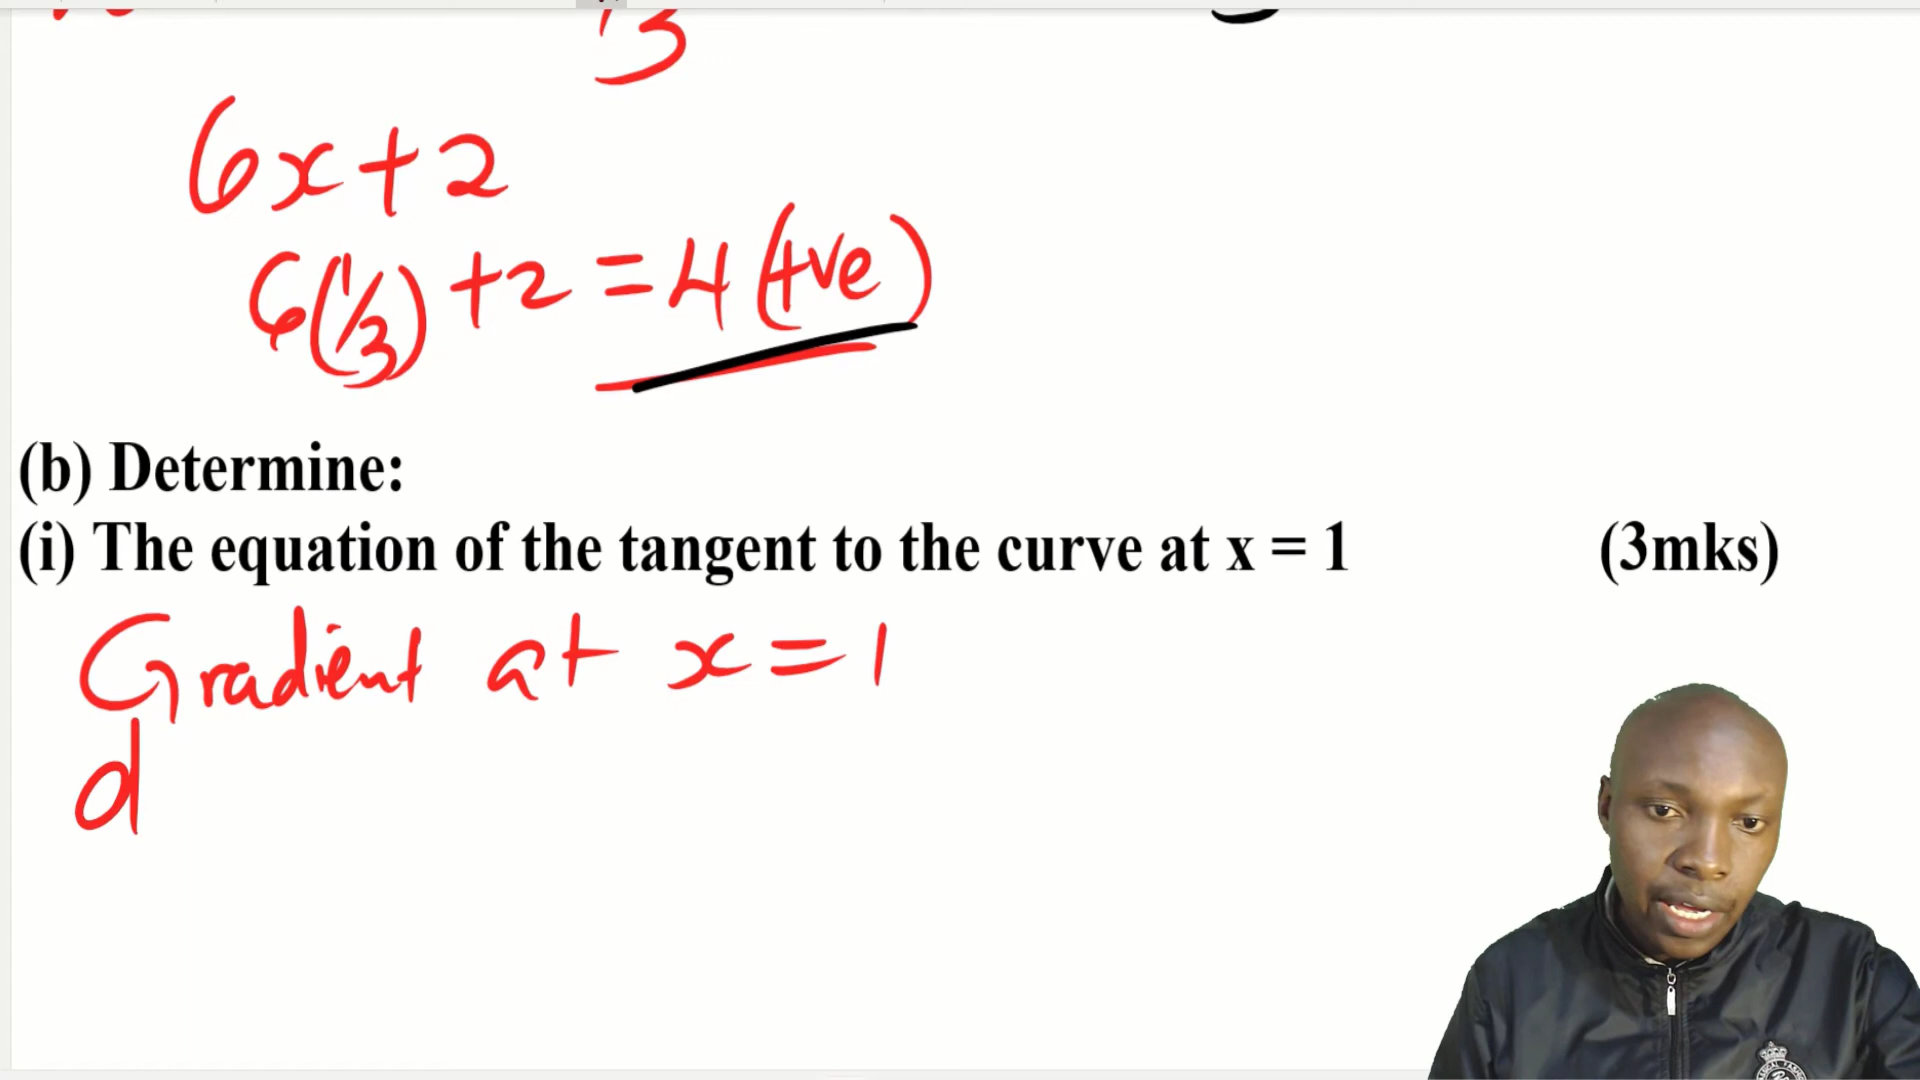 1/3
6x+2
6(1/3)+2=4(+ve)
(b) Determine:
(i) The equation of the tangent to the curve at x = 1 (3mks)
Gradient at x=1
d